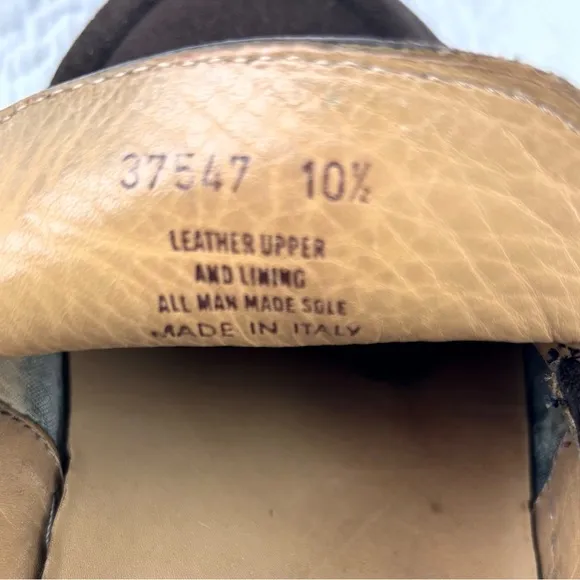 37547 10½
LEATHER UPPER
AND LINING
ALL MAN MADE SOLE
MADE IN ITALY